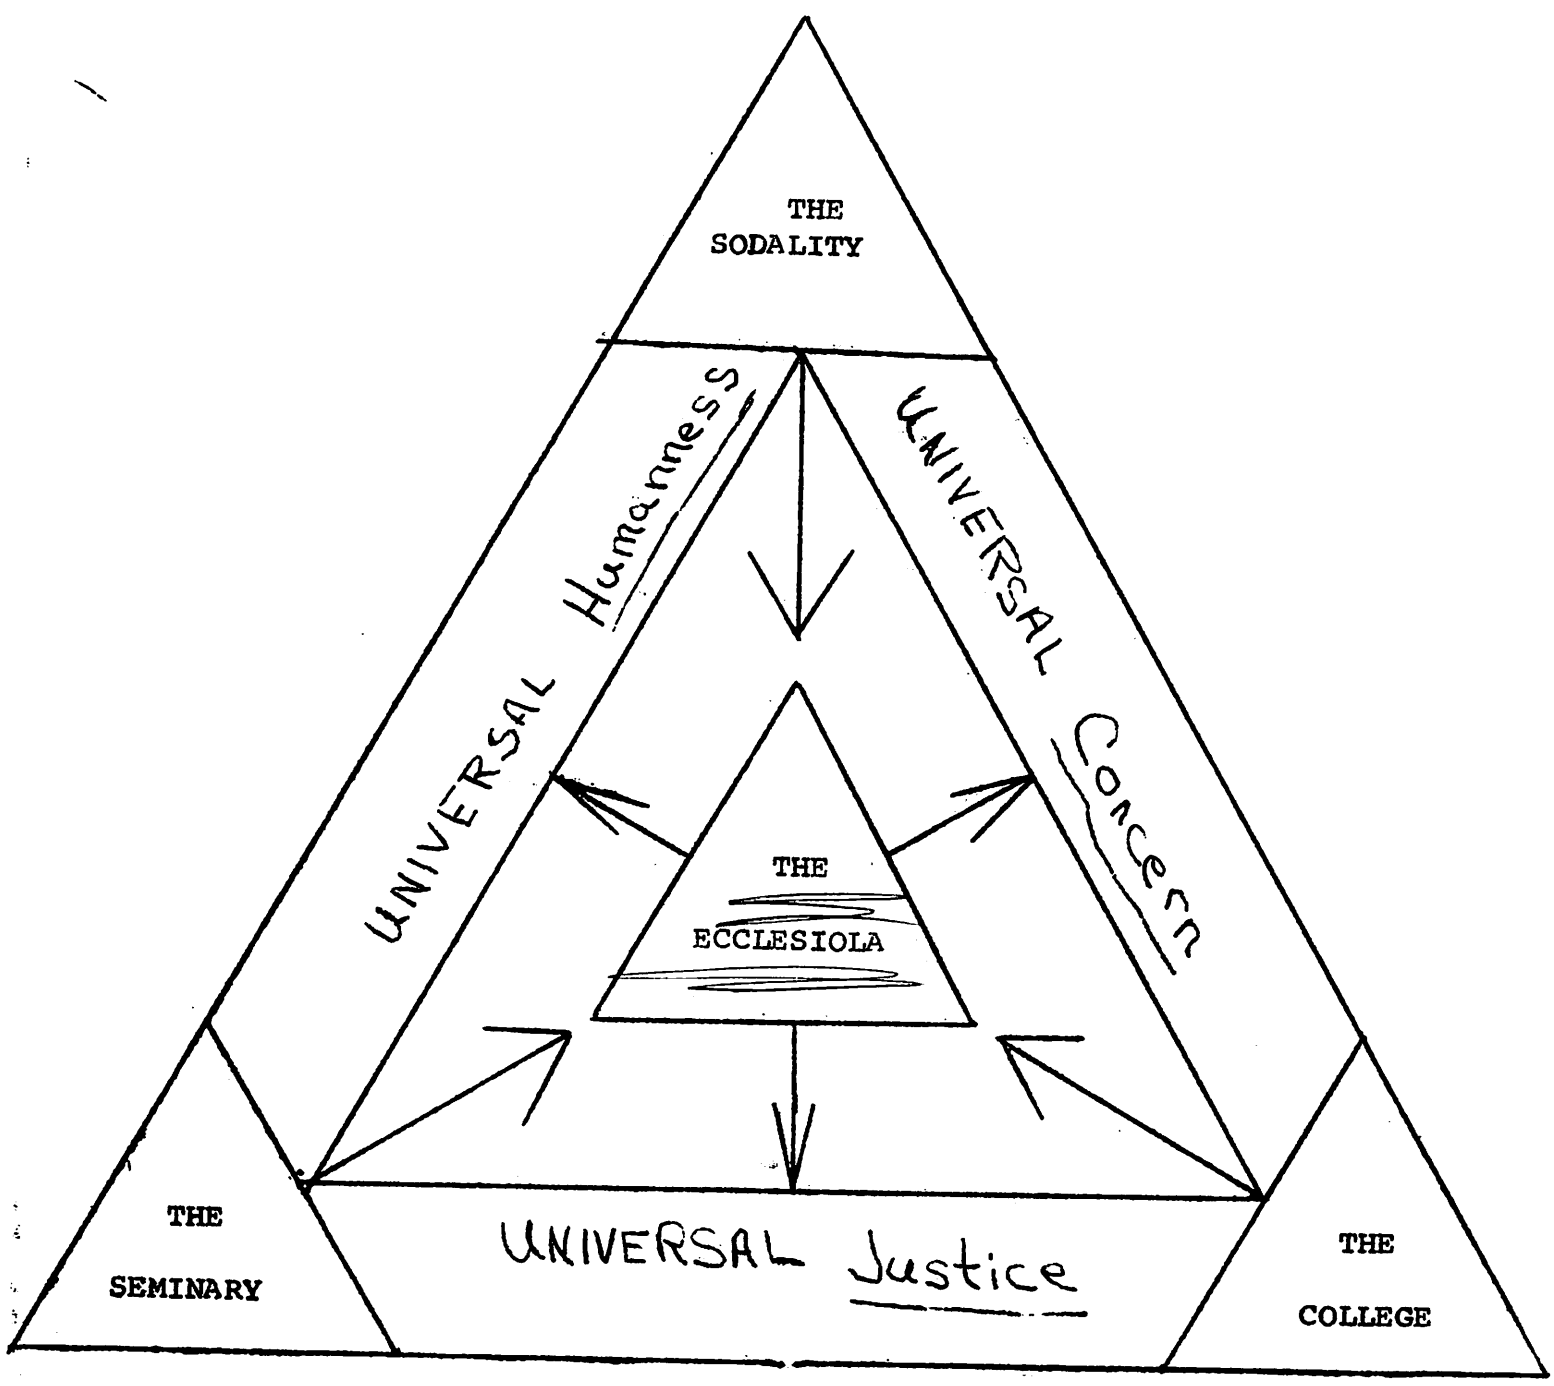 THE
SODALITY
UNIVERSAL Humanness
UNIVERSAL Concern
THE
ECCLESIOLA
THE
SEMINARY
UNIVERSAL Justice
THE
COLLEGE